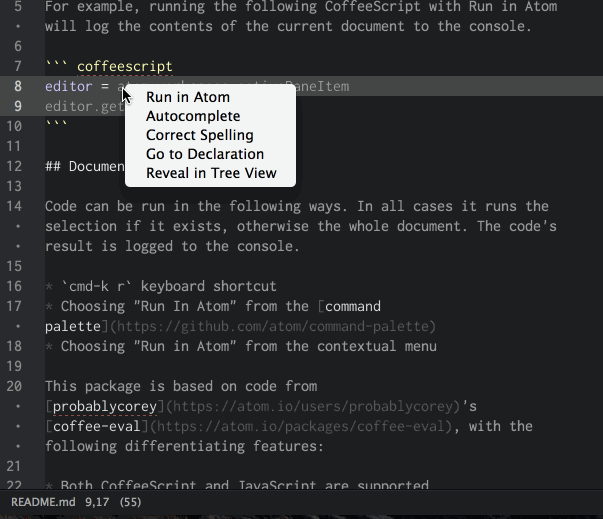 5 For example, running the following CoffeeScript with Run in Atom
• will log the contents of the current document to the console.
6
7 ``` coffeescript
8 editor = PaneItem
9 editor.get
10 ```
11
12 ## Documen
13
14 Code can be run in the following ways. In all cases it runs the
• selection if it exists, otherwise the whole document. The code's
• result is logged to the console.
15
16 * `cmd-k r` keyboard shortcut
17 * Choosing "Run In Atom" from the [command
• palette](https://github.com/atom/command-palette)
18 * Choosing "Run in Atom" from the contextual menu
19
20 This package is based on code from
• [probablycorey](https://atom.io/users/probablycorey)'s
• [coffee-eval](https://atom.io/packages/coffee-eval), with the
• following differentiating features:
21
22 * Both CoffeeScript and JavaScript are supported
Run in Atom
Autocomplete
Correct Spelling
Go to Declaration
Reveal in Tree View
README.md 9,17 (55)